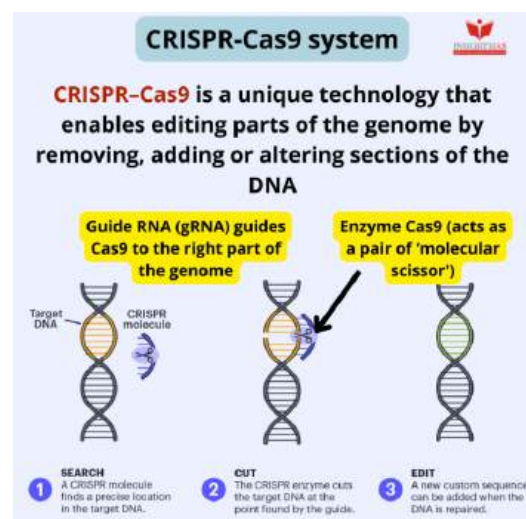 CRISPR-Cas9 system
CRISPR–Cas9 is a unique technology that
enables editing parts of the genome by
removing, adding or altering sections of the
DNA
Guide RNA (gRNA) guides
Cas9 to the right part of
the genome
Enzyme Cas9 (acts as
a pair of 'molecular
scissor')
Target
DNA
CRISPR
molecule
1
SEARCH
A CRISPR molecule
finds a precise location
in the target DNA.
2
CUT
The CRISPR enzyme cuts
the target DNA at the
point found by the guide.
3
EDIT
A new custom sequence
can be added when the
DNA is repaired.